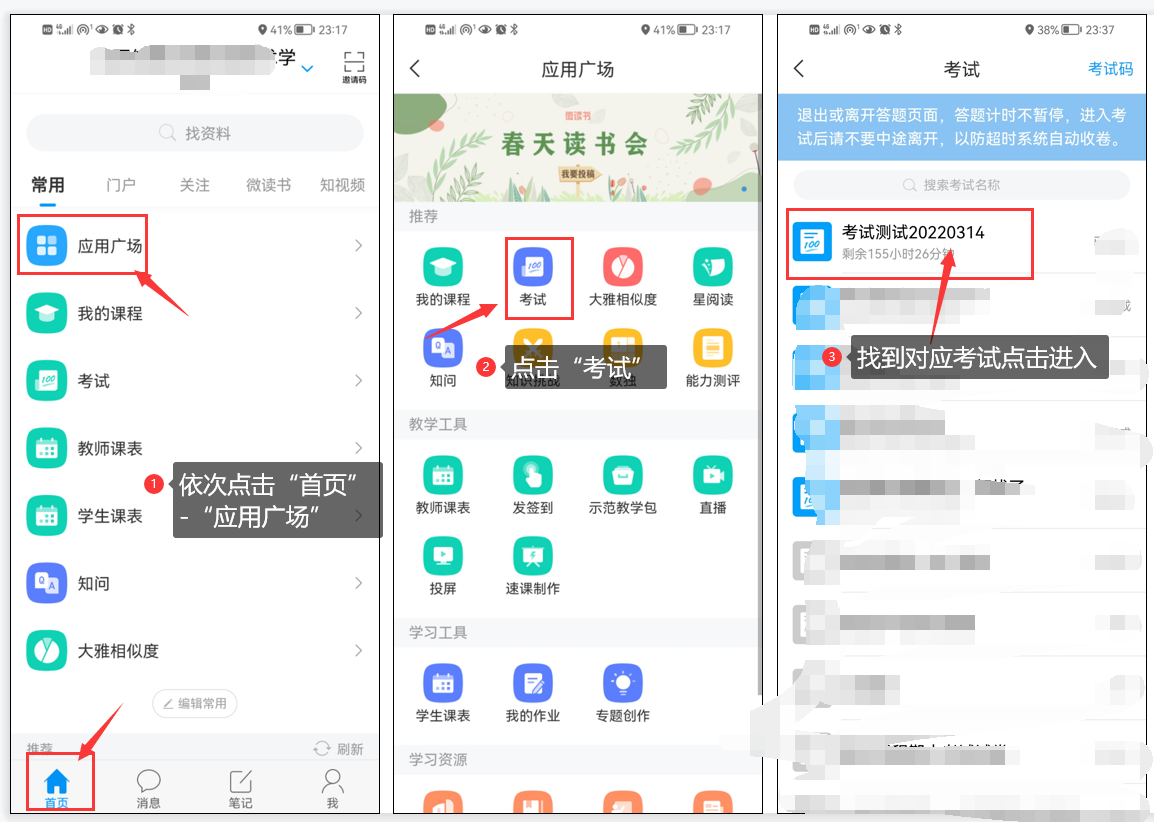 41% 23:17
学
邀请码
找资料
常用 门户 关注 微读书 知视频
应用广场
我的课程
考试
教师课表
1 依次点击“首页”
-“应用广场”
学生课表
知问
大雅相似度
编辑常用
推荐 刷新
首页 消息 笔记 我
41% 23:17
应用广场
微读书
春天读书会
我要投稿
推荐
我的课程 考试 大雅相似度 星阅读
2 点击“考试”
知问 能力测评
教学工具
教师课表 发签到 示范教学包 直播
投屏 速课制作
学习工具
学生课表 我的作业 专题创作
学习资源
38% 23:37
考试 考试码
退出或离开答题页面，答题计时不暂停，进入考
试后请不要中途离开，以防超时系统自动收卷。
搜索考试名称
考试测试20220314
剩余155小时26分钟
3 找到对应考试点击进入